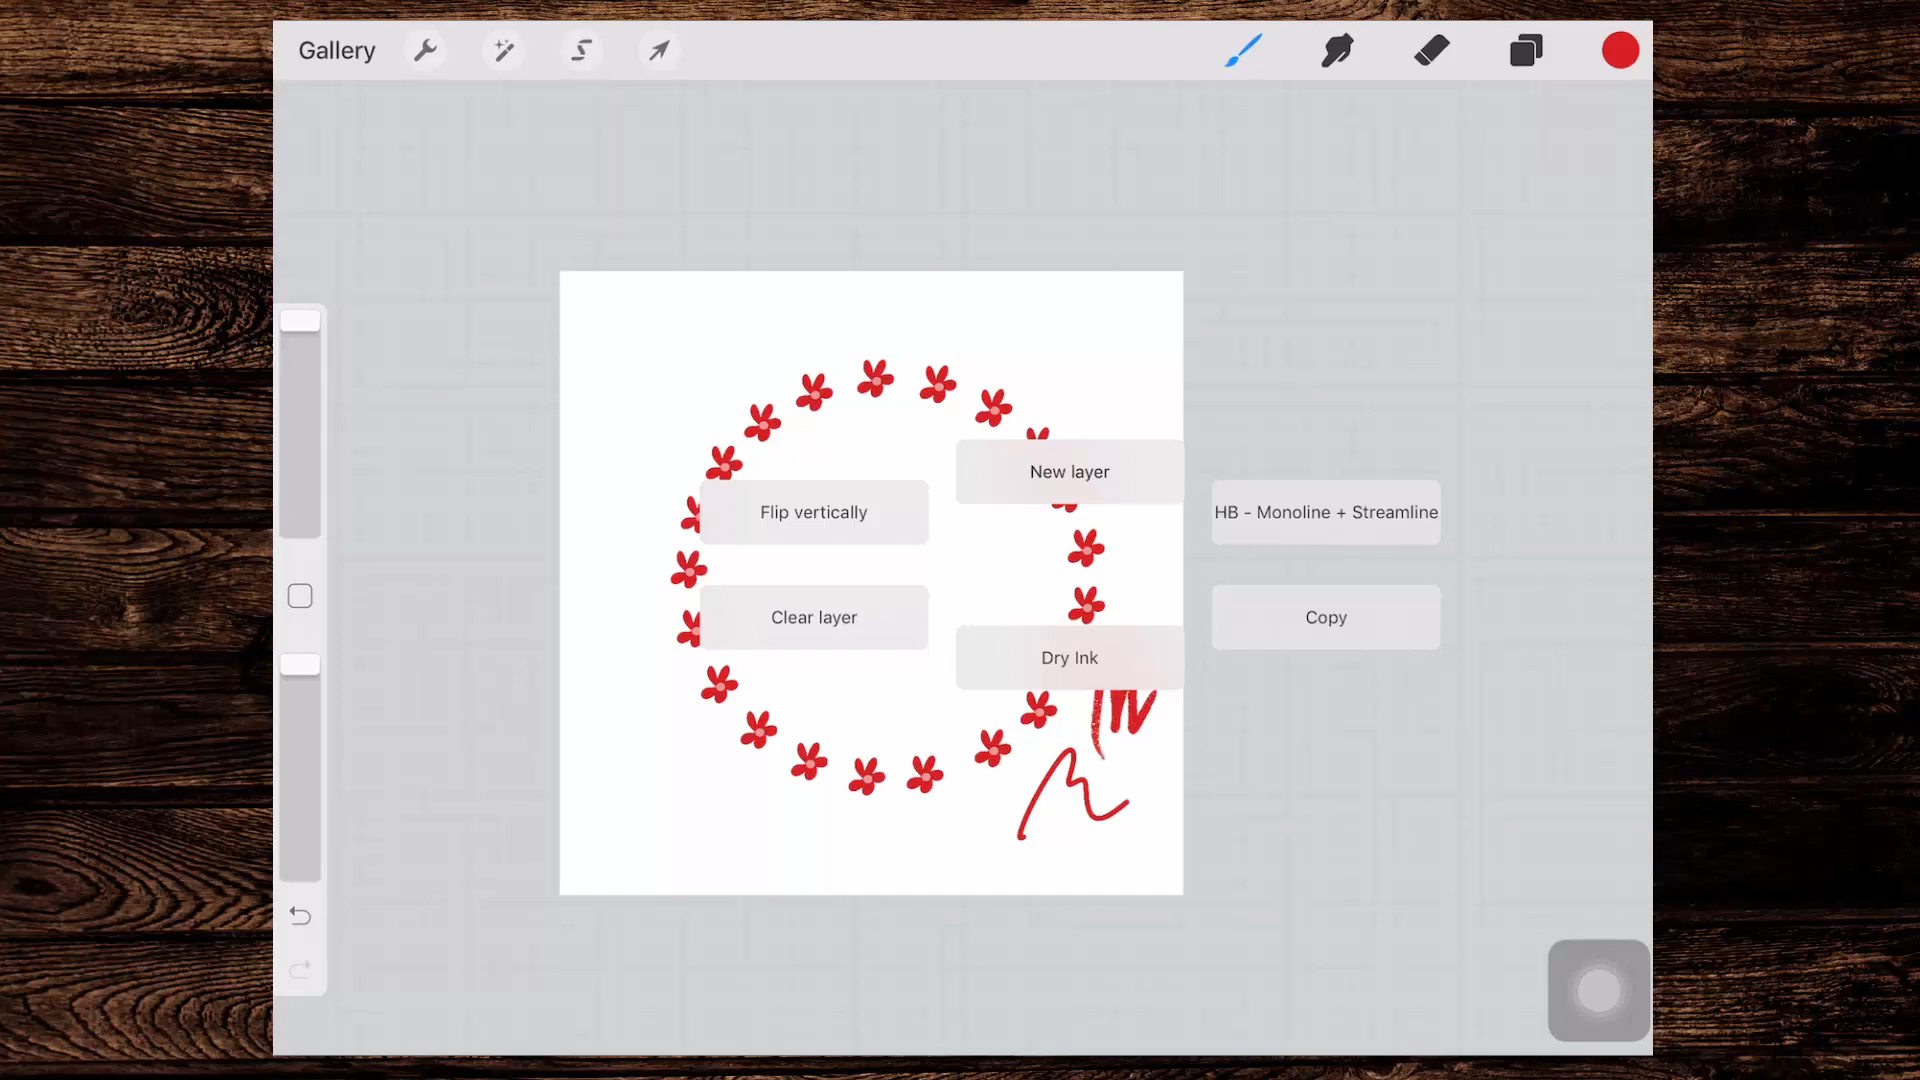 Gallery
New layer
Flip vertically
HB - Monoline + Streamline
Clear layer
Copy
Dry Ink